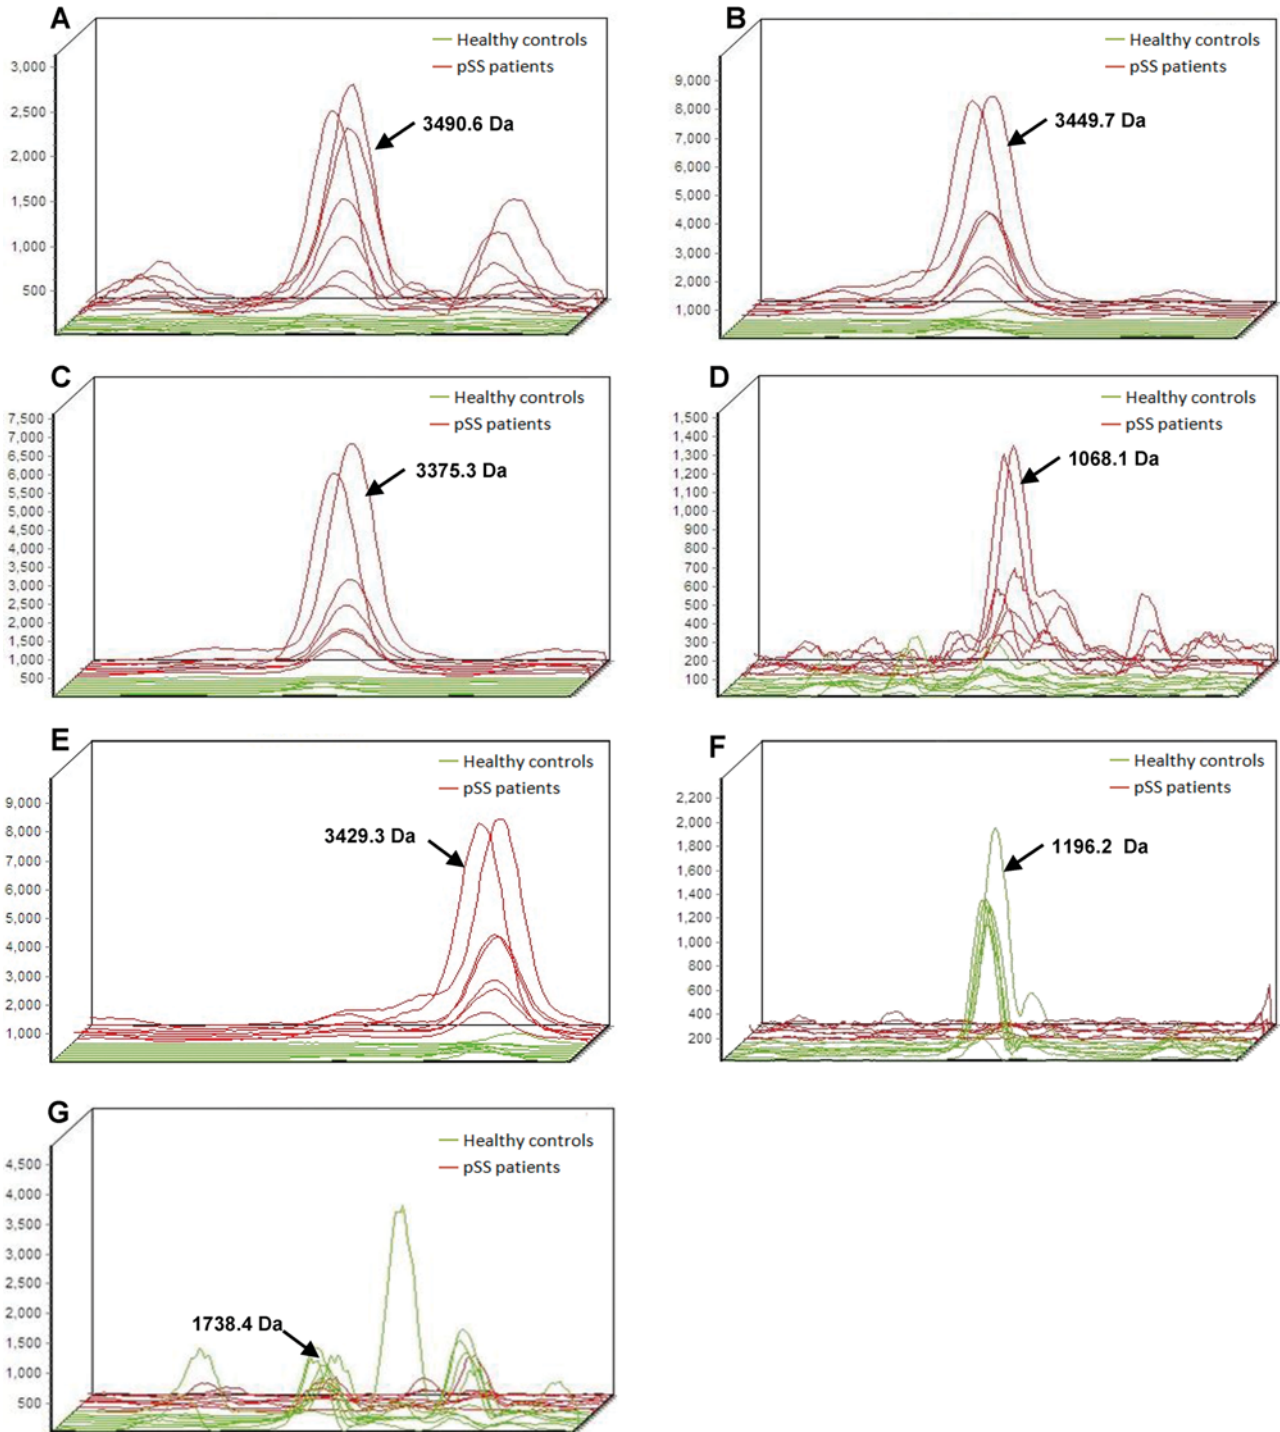 A
Healthy controls
pSS patients
3,000
2,500
2,000
1,500
1,000
500
3490.6 Da
B
Healthy controls
pSS patients
9,000
8,000
7,000
6,000
5,000
4,000
3,000
2,000
1,000
3449.7 Da
C
Healthy controls
pSS patients
7,500
7,000
6,500
6,000
5,500
5,000
4,500
4,000
3,500
3,000
2,500
2,000
1,500
1,000
500
3375.3 Da
D
Healthy controls
pSS patients
1,500
1,400
1,300
1,200
1,100
1,000
900
800
700
600
500
400
300
200
100
1068.1 Da
E
Healthy controls
pSS patients
9,000
8,000
7,000
6,000
5,000
4,000
3,000
2,000
1,000
3429.3 Da
F
Healthy controls
pSS patients
2,200
2,000
1,800
1,600
1,400
1,200
1,000
800
600
400
200
1196.2 Da
G
Healthy controls
pSS patients
4,500
4,000
3,500
3,000
2,500
2,000
1,500
1,000
500
1738.4 Da